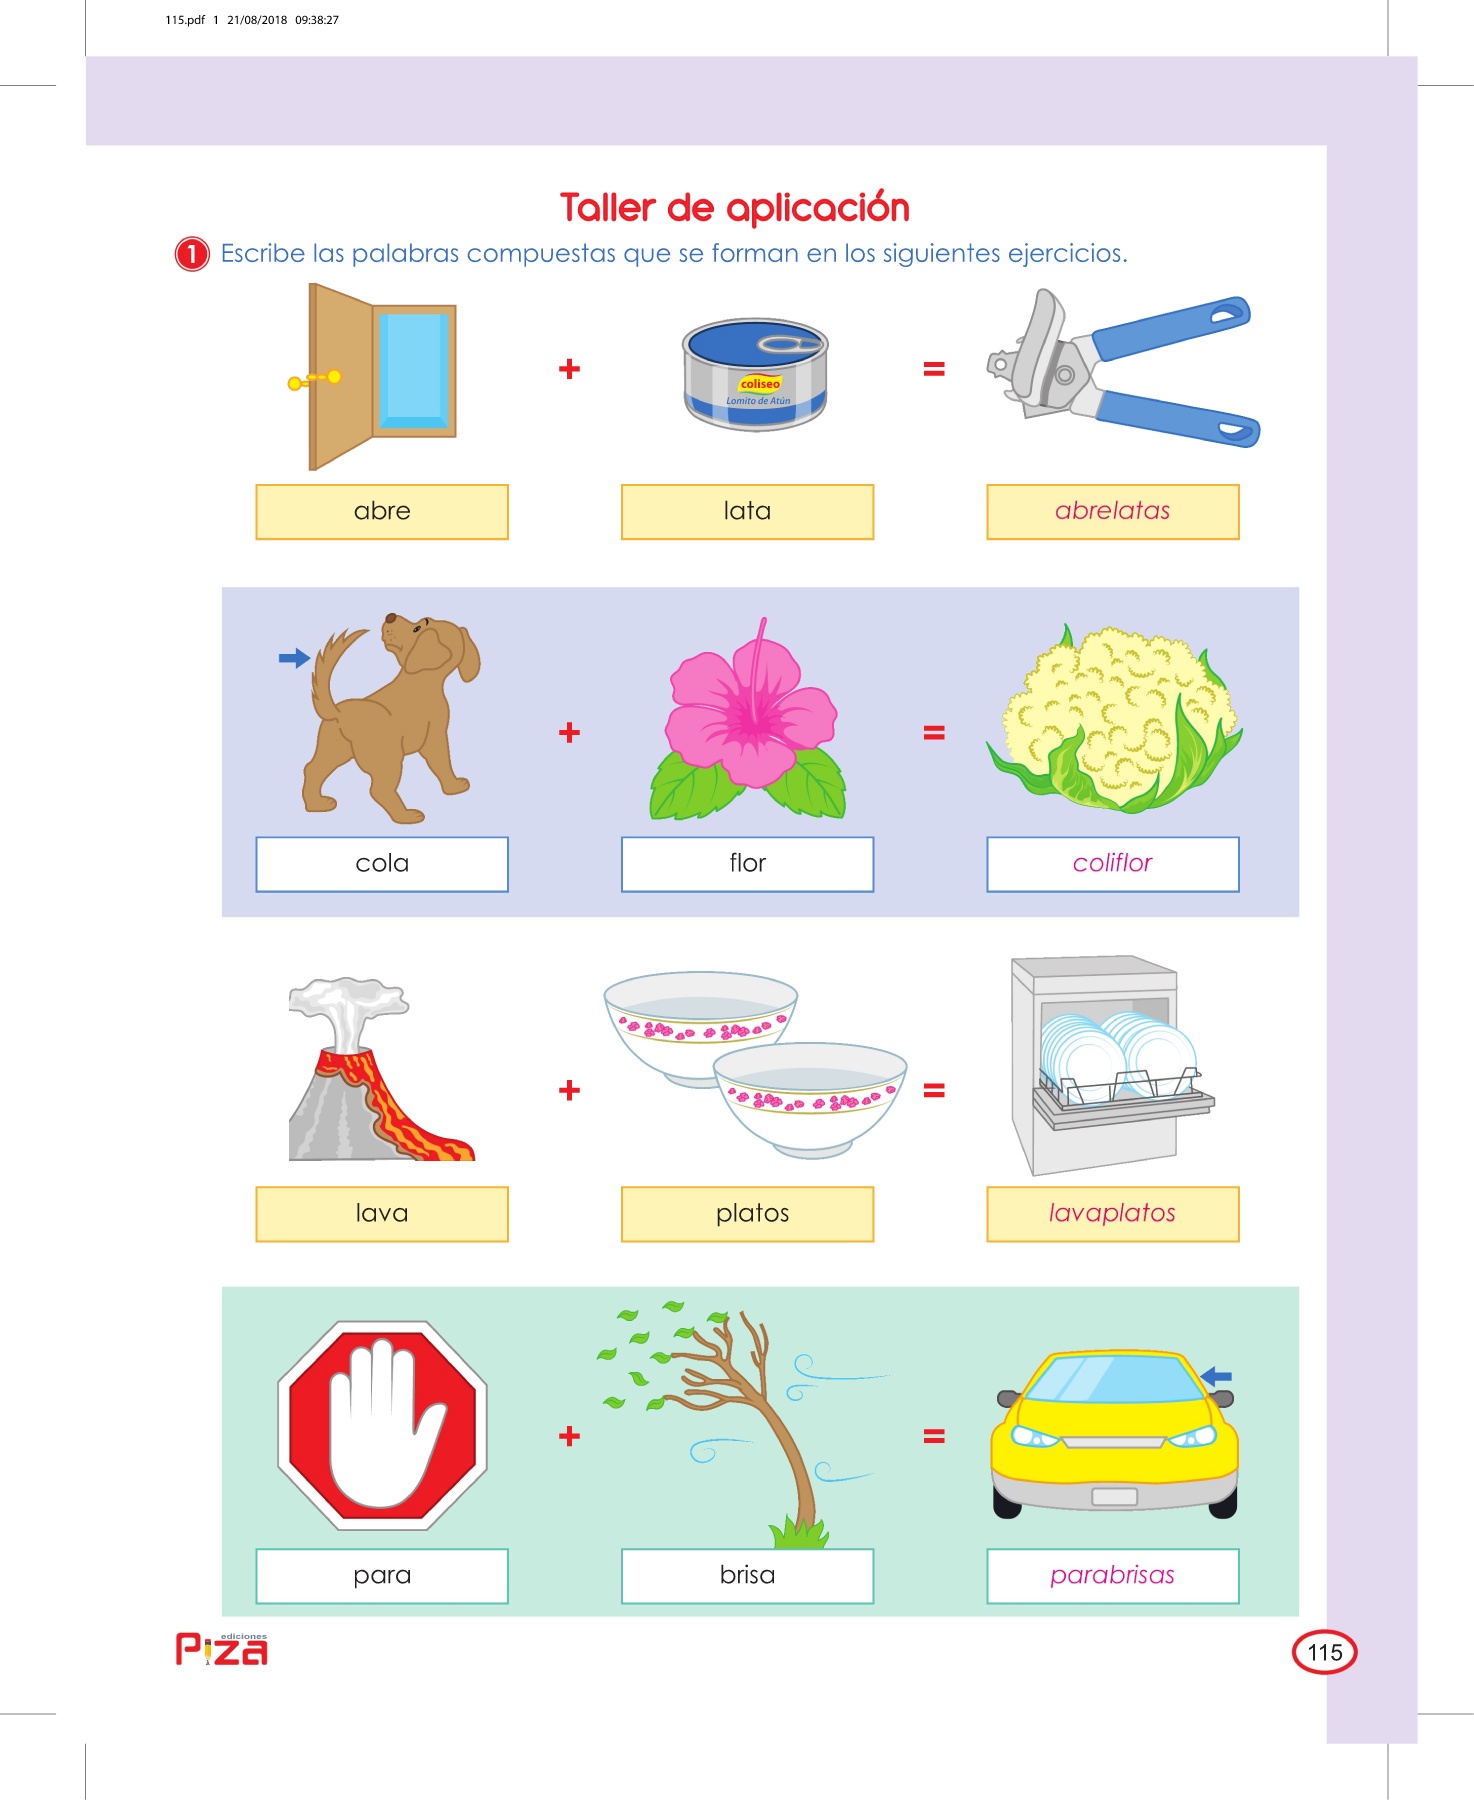 115.pdf 1 21/08/2018 09:38:27
Taller de aplicación
1 Escribe las palabras compuestas que se forman en los siguientes ejercicios.
+ coliseo =
Lomito de Atún
abre lata abrelatas
+ =
cola flor coliflor
+ =
lava platos lavaplatos
+ =
para brisa parabrisas
ediciones
Piza
115